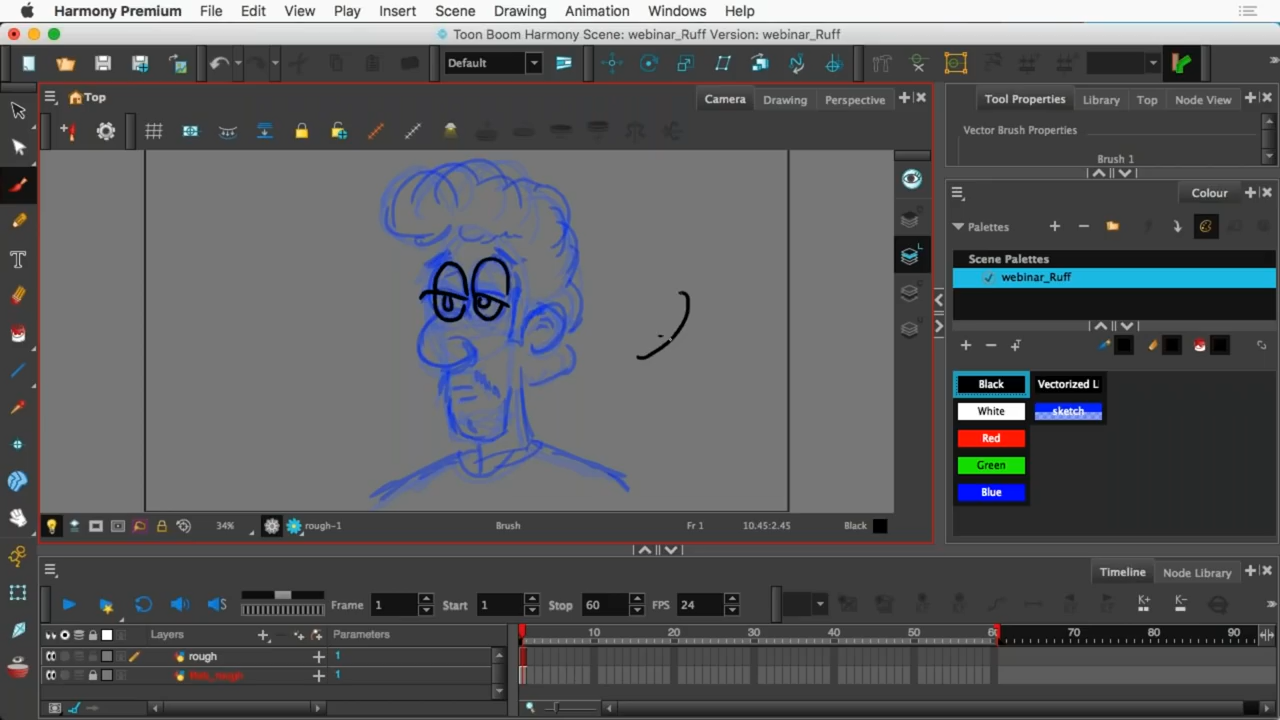 Harmony Premium File Edit View Play Insert Scene Drawing Animation Windows Help
Toon Boom Harmony Scene: webinar_Ruff Version: webinar_Ruff
Default
Top
Camera Drawing Perspective
Tool Properties Library Top Node View
Vector Brush Properties
Brush 1
Colour
Palettes
Scene Palettes
webinar_Ruff
Black Vectorized L
White sketch
Red
Green
Blue
34% rough-1 Brush Fr 1 10.45:2.45 Black
Timeline Node Library
Frame 1 Start 1 Stop 60 FPS 24
Layers Parameters
10 20 30 40 50 60 70 80 90
rough 1
1